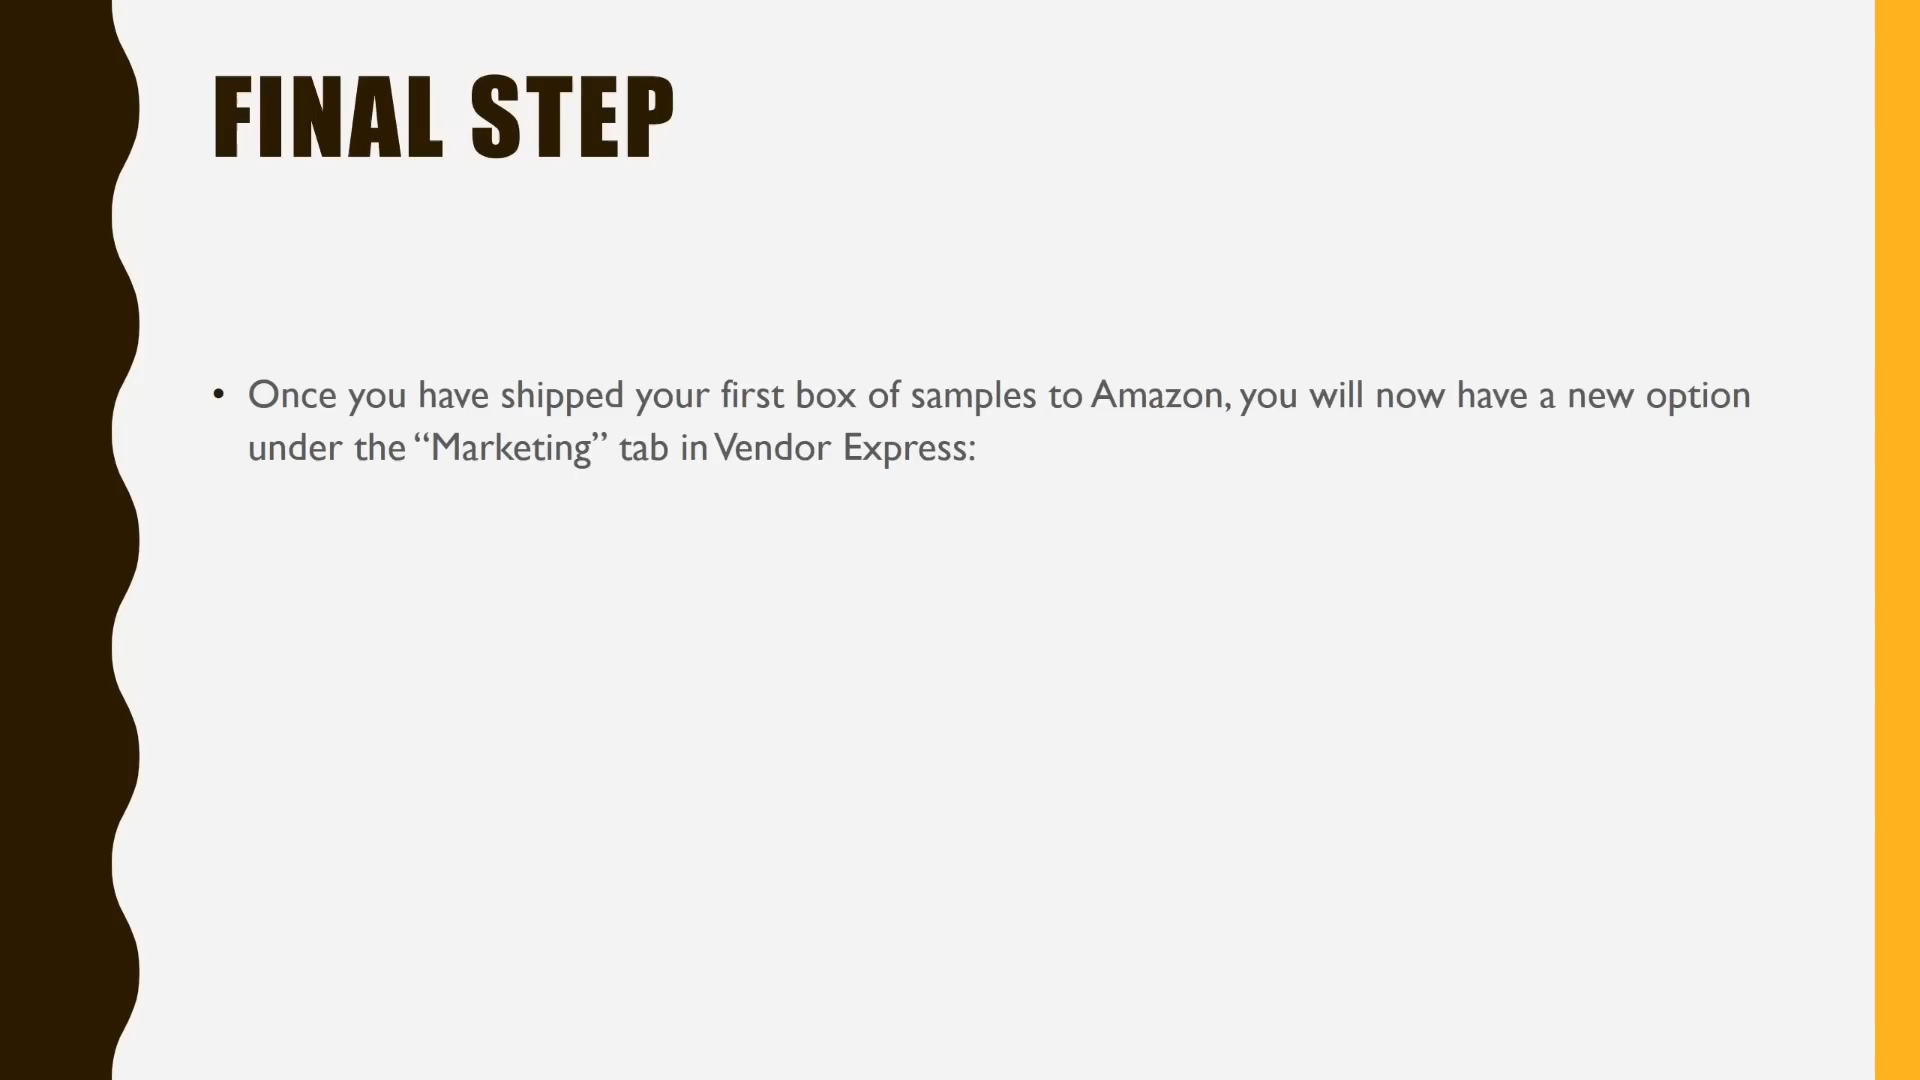 FINAL STEP
• Once you have shipped your first box of samples to Amazon, you will now have a new option
under the “Marketing” tab in Vendor Express: